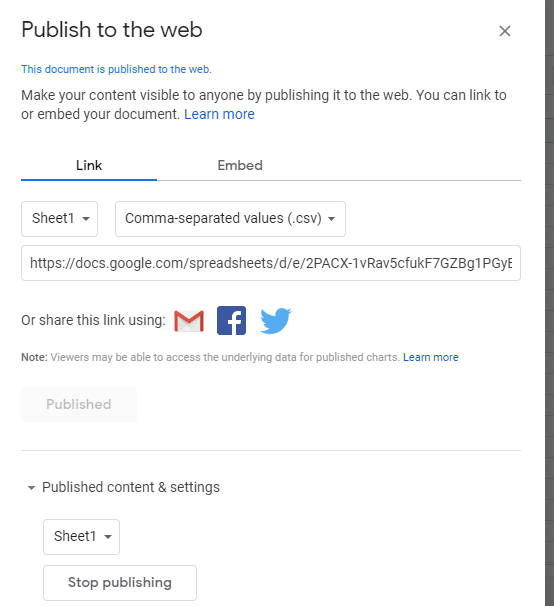 Publish to the web
This document is published to the web.
Make your content visible to anyone by publishing it to the web. You can link to
or embed your document. Learn more
Link
Embed
Sheet1
Comma-separated values (.csv)
https://docs.google.com/spreadsheets/d/e/2PACX-1vRav5cfukF7GZBg1PGyE
Or share this link using:
Note: Viewers may be able to access the underlying data for published charts. Learn more
Published
Published content & settings
Sheet1
Stop publishing